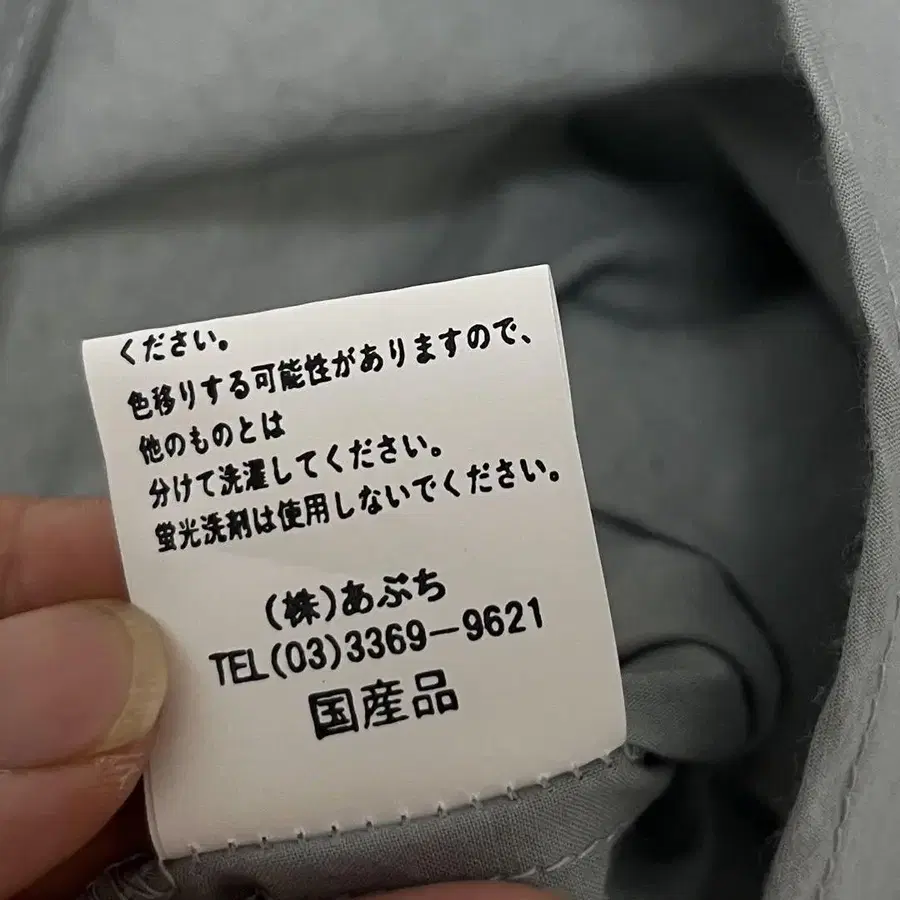 ください。
色移りする可能性がありますので、
他のものとは
分けて洗濯してください。
蛍光洗剤は使用しないでください。
(株)あぷち
TEL(03)3369-9621
国産品